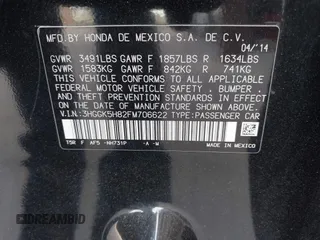 MFD.BY HONDA DE MEXICO S.A. DE C.V.
04/'14
GVWR 3491LBS GAWR F 1857LBS R 1634LBS
GVWR 1583KG GAWR F 842KG R 741KG
THIS VEHICLE CONFORMS TO ALL APPLICABLE
FEDERAL MOTOR VEHICLE SAFETY, BUMPER,
AND THEFT PREVENTION STANDARDS IN EFFECT
ON THE DATE OF MANUFACTURE SHOWN ABOVE.
V.I.N:3HGGK5H82FM706622 TYPE:PASSENGER CAR
F AF5 -NH731P -A -W
MADE IN MEXICO